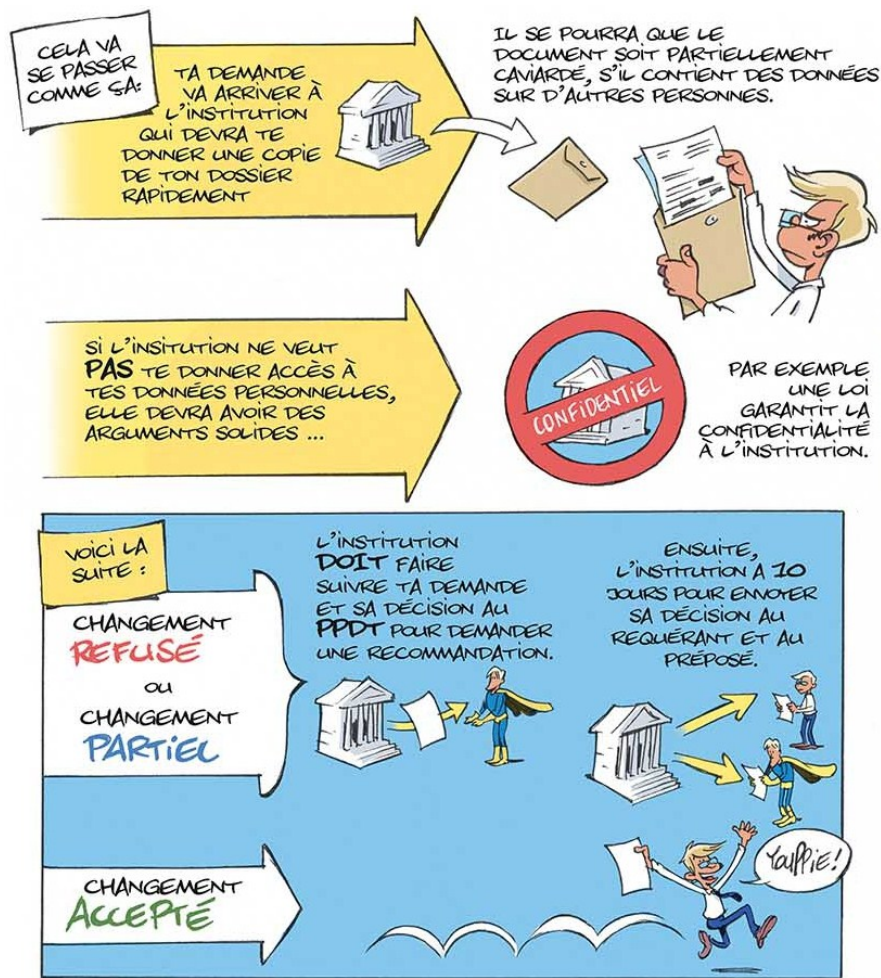 CELA VA
SE PASSER
COMME ÇA:
TA DEMANDE
VA ARRIVER À
L'INSTITUTION
QUI DEVRA TE
DONNER UNE COPIE
DE TON DOSSIER
RAPIDEMENT
IL SE POURRA QUE LE
DOCUMENT SOIT PARTIELLEMENT
CAVIARDÉ, S'IL CONTIENT DES DONNÉES
SUR D'AUTRES PERSONNES.
SI L'INSITUTION NE VEUT
PAS TE DONNER ACCÈS À
TES DONNÉES PERSONNELLES,
ELLE DEVRA AVOIR DES
ARGUMENTS SOLIDES ...
CONFIDENTIEL
PAR EXEMPLE
UNE LOI
GARANTIT LA
CONFIDENTIALITÉ
À L'INSTITUTION.
VOICI LA
SUITE :
CHANGEMENT
REFUSÉ
OU
CHANGEMENT
PARTIEL
L'INSTITUTION
DOIT FAIRE
SUIVRE TA DEMANDE
ET SA DÉCISION AU
PPDT POUR DEMANDER
UNE RECOMMANDATION.
ENSUITE,
L'INSTITUTION A 10
JOURS POUR ENVOYER
SA DÉCISION AU
REQUÉRANT ET AU
PRÉPOSÉ.
CHANGEMENT
ACCEPTÉ
YOUPPIE!